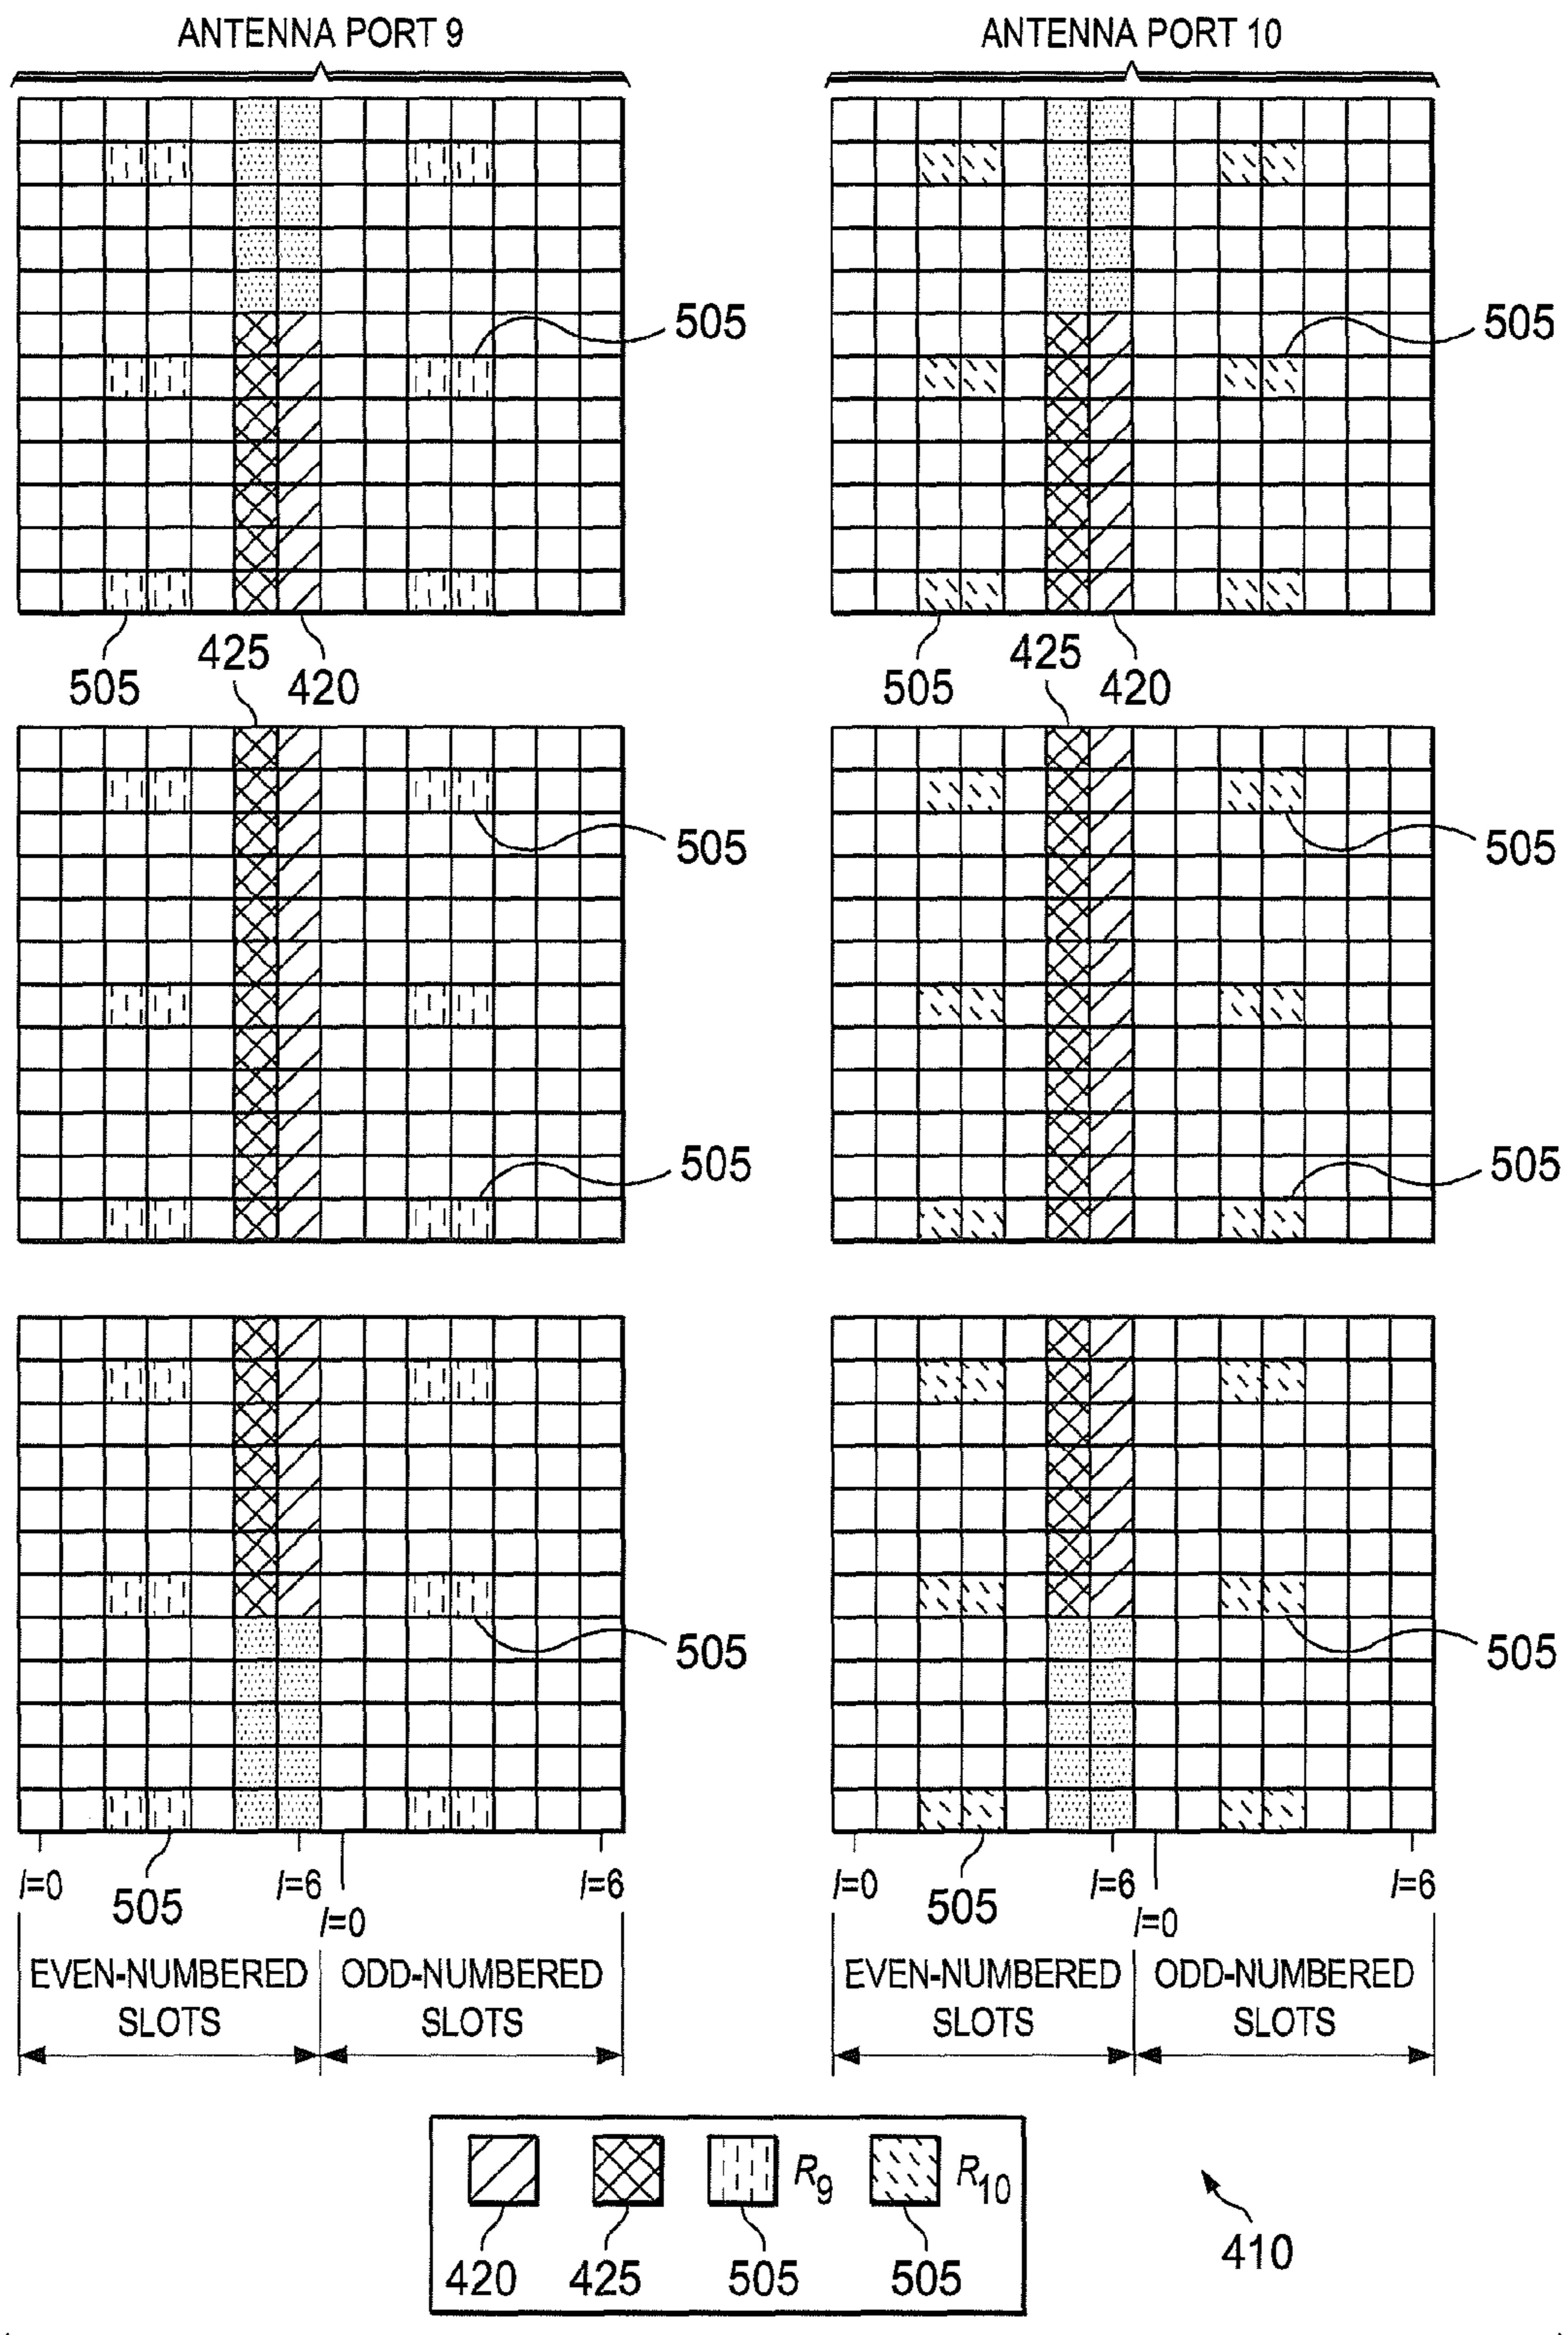 ANTENNA PORT 9
ANTENNA PORT 10
505
505
505
425
420
505
425
420
505
505
505
505
505
505
l=0
505
l=6
l=0
l=6
l=0
505
l=6
l=0
l=6
EVEN-NUMBERED SLOTS
ODD-NUMBERED SLOTS
EVEN-NUMBERED SLOTS
ODD-NUMBERED SLOTS
R9
R10
420
425
505
505
410